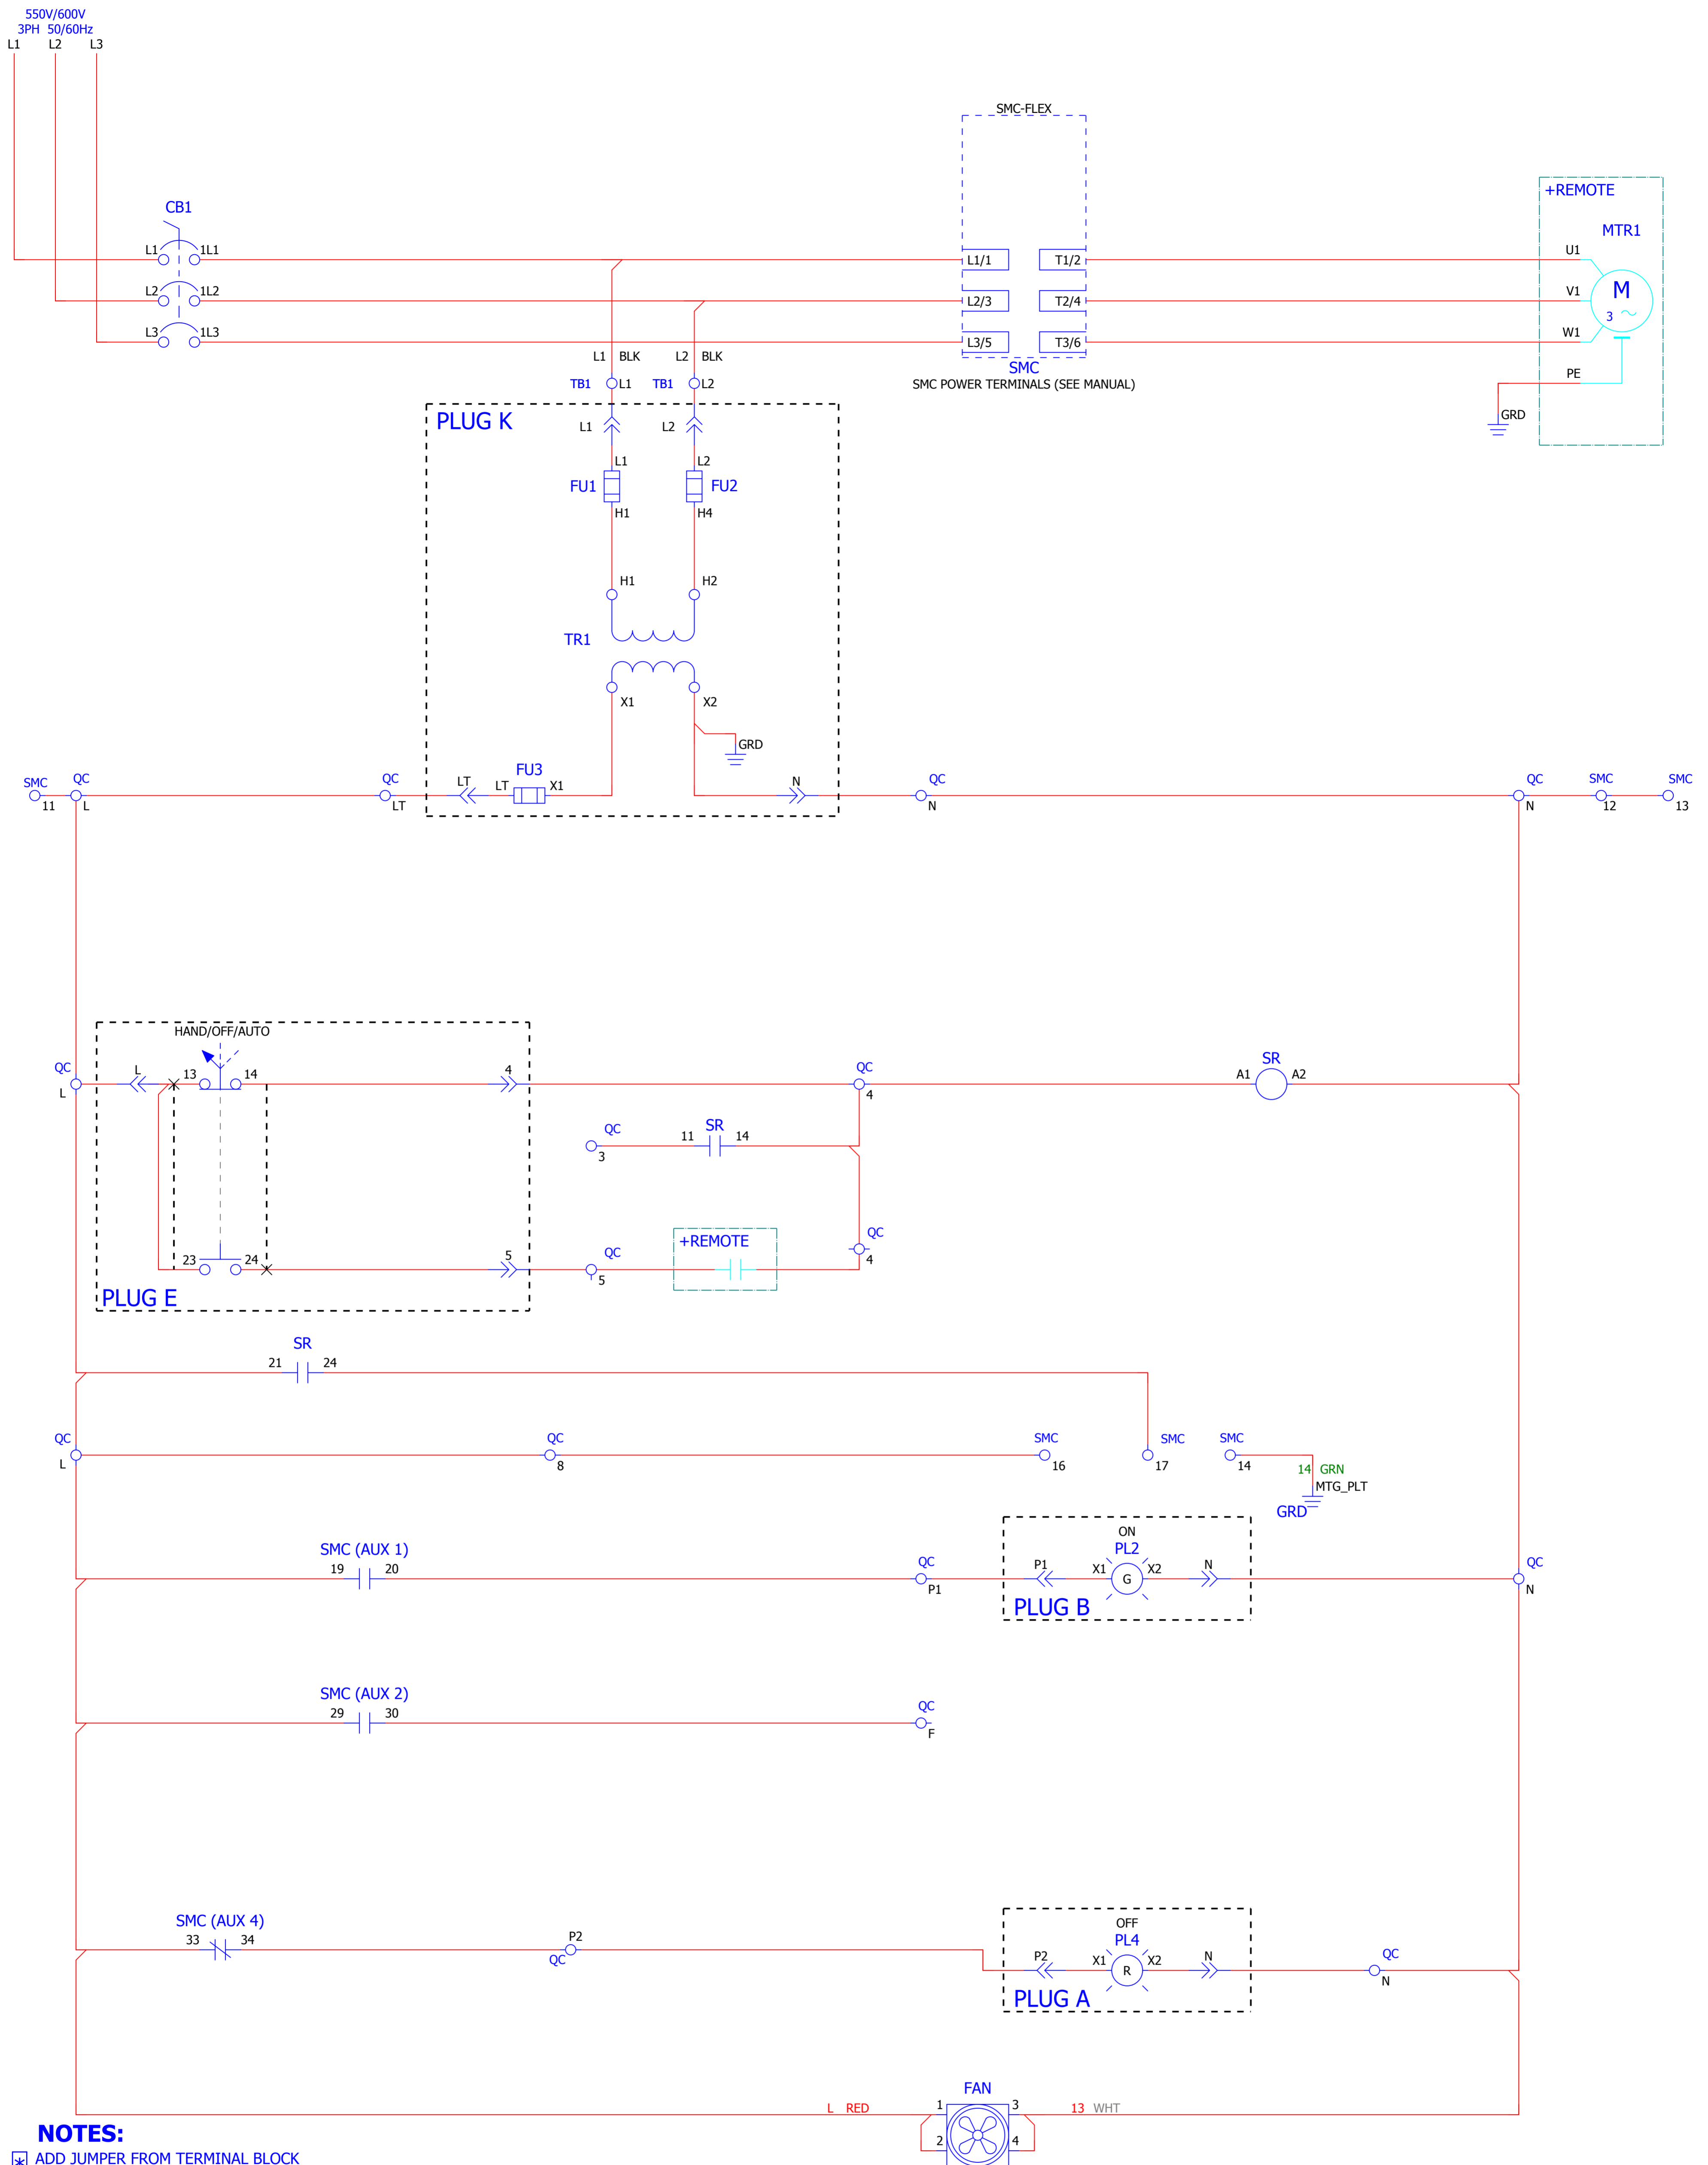 550V/600V
3PH 50/60Hz
L1 L2 L3
SMC-FLEX
+REMOTE
CB1
MTR1
L1 1L1 L1/1 T1/2 U1
L2 1L2 L2/3 T2/4 V1 M
3
L3 1L3 L3/5 T3/6 W1
L1 BLK L2 BLK
SMC
SMC POWER TERMINALS (SEE MANUAL)
PE
TB1 L1 TB1 L2
GRD
PLUG K
L1 L2
L1 L2
FU1 FU2
H1 H4
H1 H2
TR1
X1 X2
GRD
SMC QC QC LT LT FU3 X1 N QC QC SMC SMC
11 L LT N N 12 13
HAND/OFF/AUTO
QC L 13 14 4 QC SR
L 4 A1 A2
QC 11 SR 14
3
+REMOTE QC
23 24 5 QC 4
5
PLUG E
SR
21 24
QC QC SMC SMC SMC
L 8 16 17 14
14 GRN
MTG_PLT
GRD
SMC (AUX 1) ON
PL2
19 20 QC P1 X1 G X2 N QC
P1 N
PLUG B
SMC (AUX 2)
29 30 QC
F
SMC (AUX 4) OFF
33 34 P2 PL4
QC P2 X1 R X2 N QC
N
PLUG A
FAN
L RED 1 3 13 WHT
2 4
NOTES:
* ADD JUMPER FROM TERMINAL BLOCK